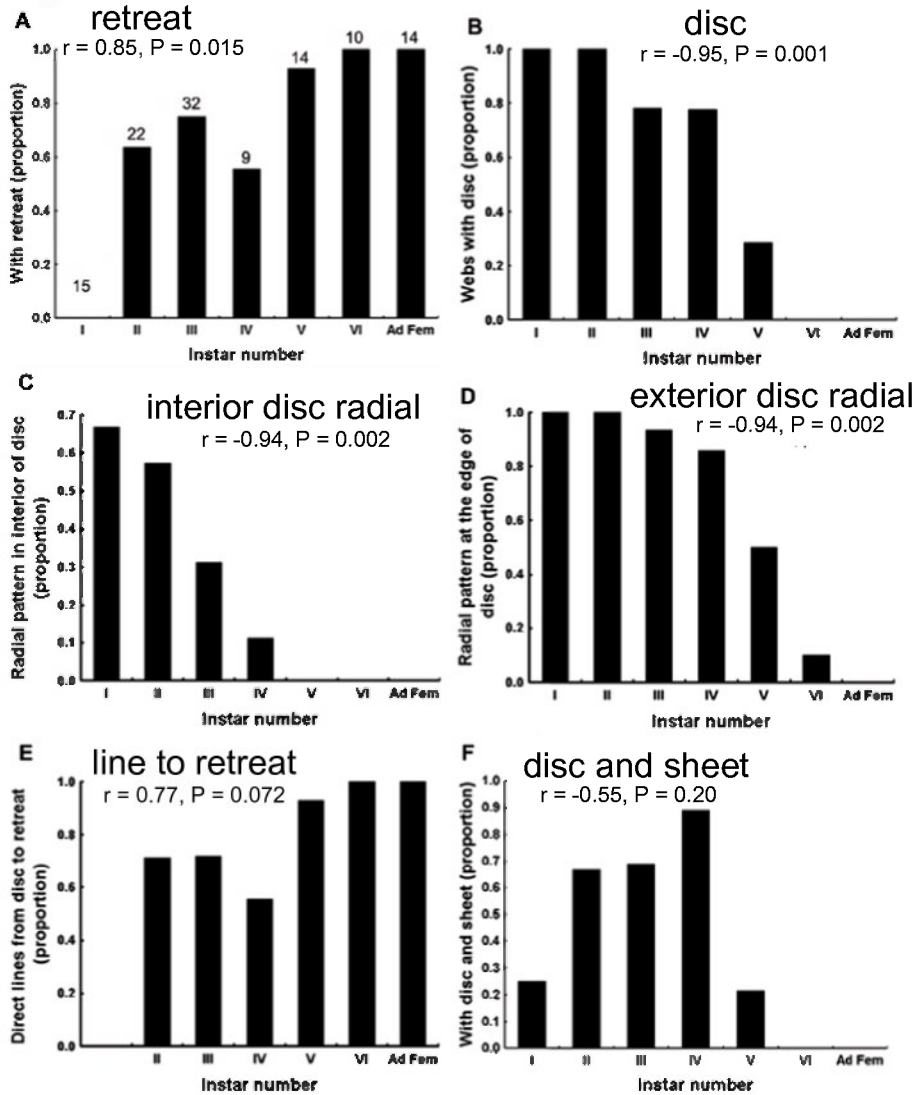 A
retreat
r = 0.85, P = 0.015
With retreat (proportion)
1.0
0.8
0.6
0.4
0.2
0.0
15
22
32
9
14
10
14
I II III IV V VI Ad Fem
Instar number
B
disc
r = -0.95, P = 0.001
Webs with disc (proportion)
1.0
0.8
0.6
0.4
0.2
0.0
I II III IV V VI Ad Fem
Instar number
C
interior disc radial
r = -0.94, P = 0.002
Radial pattern in interior of disc
(proportion)
0.7
0.6
0.5
0.4
0.3
0.2
0.1
0.0
I II III IV V VI Ad Fem
Instar number
D
exterior disc radial
r = -0.94, P = 0.002
Radial pattern at the edge of
disc (proportion)
1.0
0.8
0.6
0.4
0.2
0.0
I II III IV V VI Ad Fem
Instar number
E
line to retreat
r = 0.77, P = 0.072
Direct lines from disc to retreat
(proportion)
1.0
0.8
0.6
0.4
0.2
0.0
II III IV V VI Ad Fem
Instar number
F
disc and sheet
r = -0.55, P = 0.20
With disc and sheet (proportion)
1.0
0.9
0.8
0.7
0.6
0.5
0.4
0.3
0.2
0.1
0.0
I II III IV V VI Ad Fem
Instar number